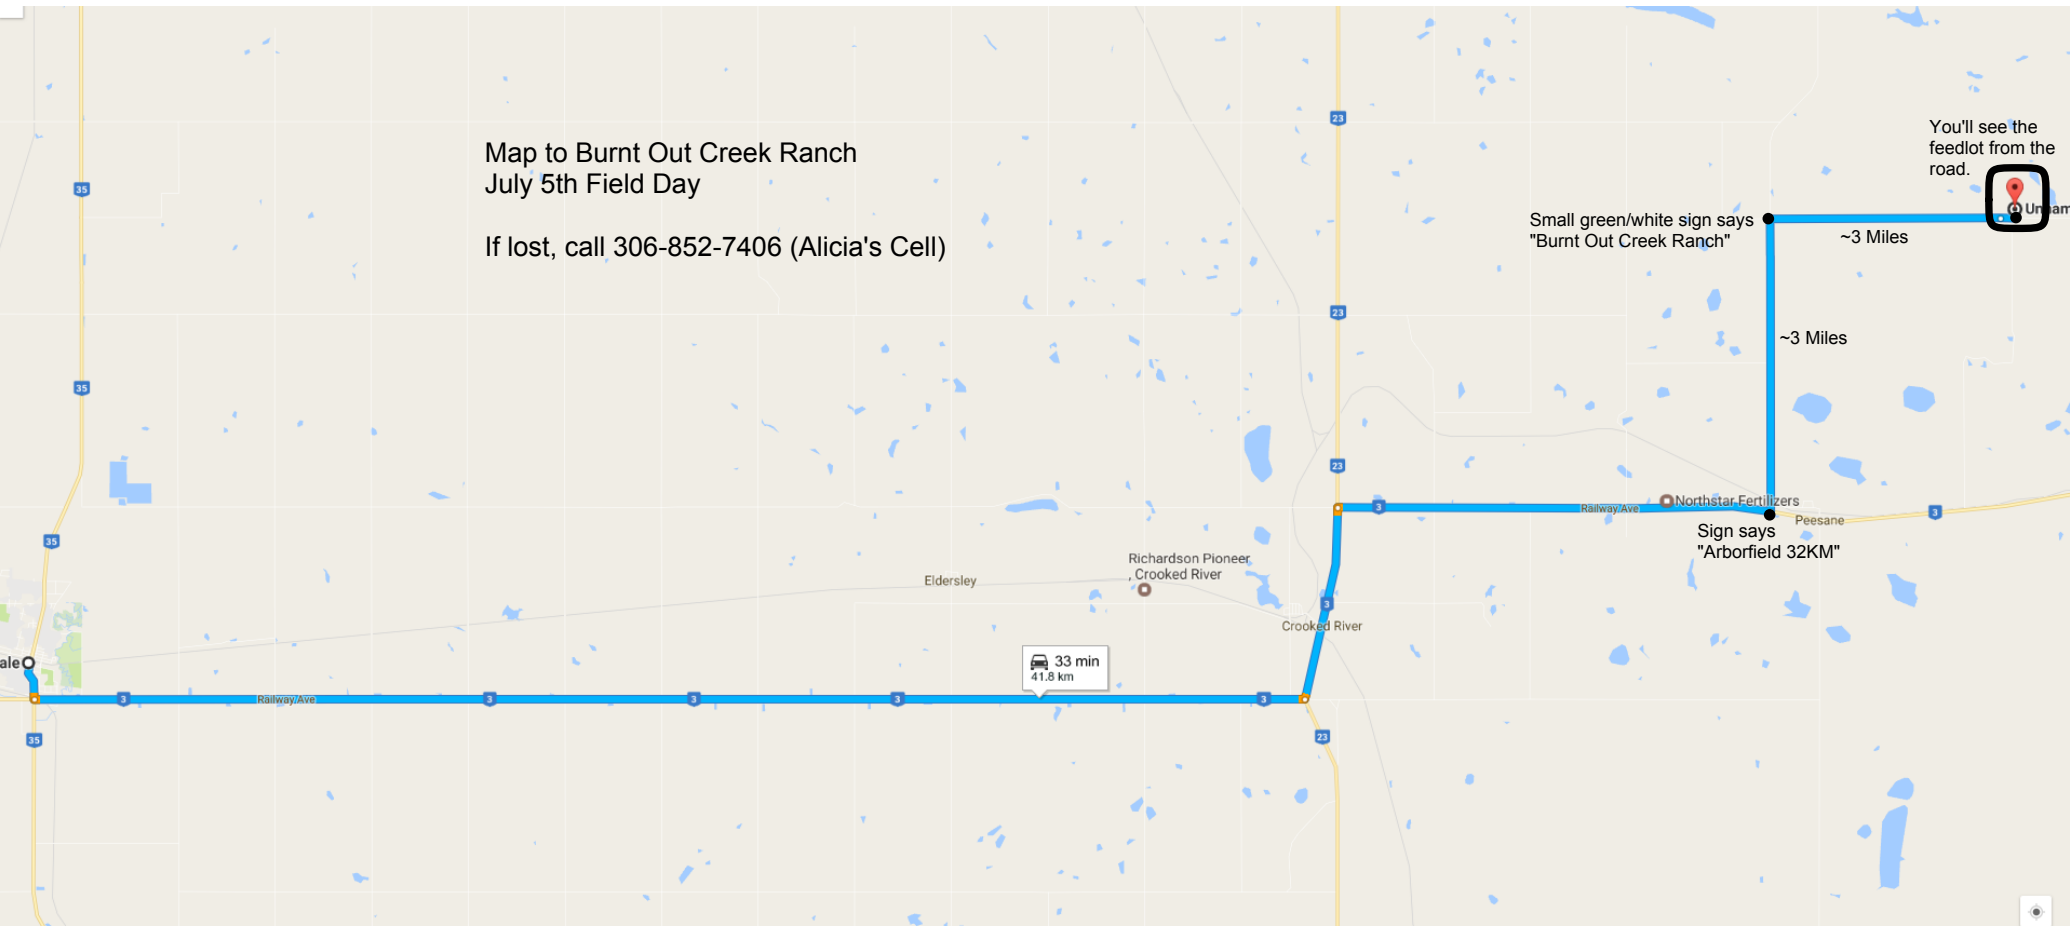 Map to Burnt Out Creek Ranch
July 5th Field Day
If lost, call 306-852-7406 (Alicia's Cell)
You'll see the
feedlot from the
road.
Unnam
Small green/white sign says
"Burnt Out Creek Ranch"
~3 Miles
~3 Miles
23
23
23
35
35
35
35
3
Railway Ave
Northstar Fertilizers
Peesane
3
Sign says
"Arborfield 32KM"
Richardson Pioneer
, Crooked River
Eldersley
3
Crooked River
33 min
41.8 km
ale
3
Railway Ave
3
3
3
3
23